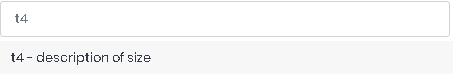 t4
t4 - description of size